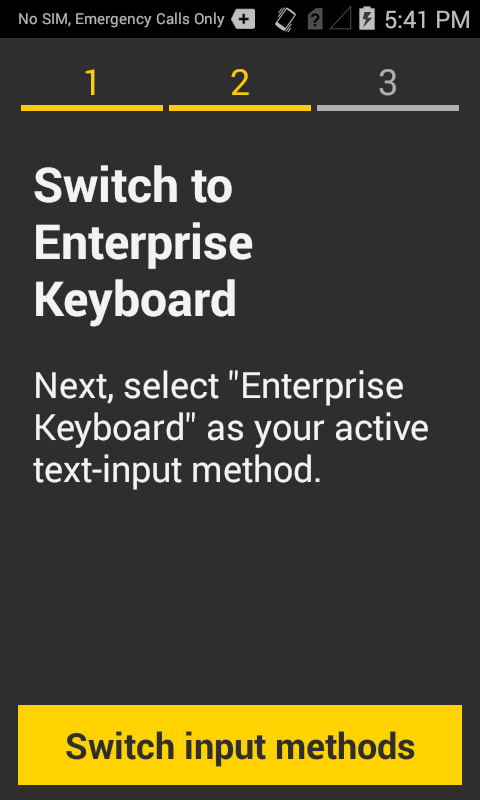 No SIM, Emergency Calls Only 5:41 PM
1 2 3
Switch to
Enterprise
Keyboard
Next, select "Enterprise
Keyboard" as your active
text-input method.
Switch input methods